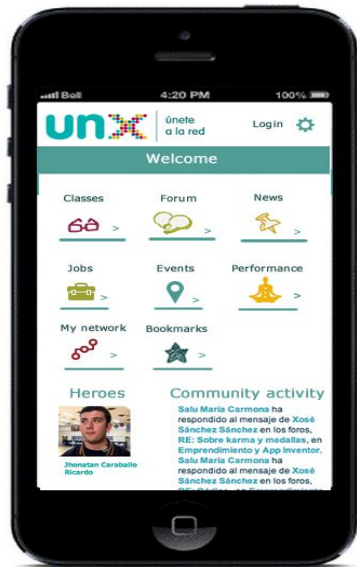 Bell 4:20 PM 100%
unx únete
a la red
Login
Welcome
Classes Forum News
> > >
Jobs Events Performance
> > >
My network Bookmarks
> >
Heroes Community activity
Salu María Carmona ha
respondido al mensaje de Xosé
Sánchez Sánchez en los foros,
RE: Sobre karma y medallas, en
Emprendimiento y App Inventor.
Salu María Carmona ha
respondido al mensaje de Xosé
Sánchez Sánchez en los foros,
Jhonatan Caraballo
Ricardo